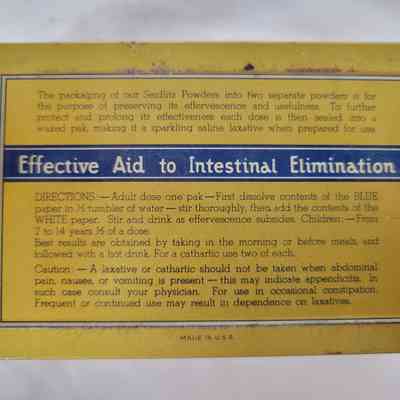 The packaging of our Seidlitz Powders into two separate powders is for
the purpose of preserving its effervescence and usefulness. To further
protect and prolong its effectiveness each dose is then sealed into a
waxed pak, making it a sparkling saline laxative when prepared for use.
Effective Aid to Intestinal Elimination
DIRECTIONS:—Adult dose one pak—First dissolve contents of the BLUE
paper in ½ tumbler of water—stir thoroughly, then add the contents of the
WHITE paper. Stir and drink as effervescence subsides. Children:—From
7 to 14 years ½ of a dose.
Best results are obtained by taking in the morning or before meals, and
followed with a hot drink. For a cathartic use two of each.
Caution:—A laxative or cathartic should not be taken when abdominal
pain, nausea, or vomiting is present—this may indicate appendicitis. In
such case consult your physician. For use in occasional constipation.
Frequent or continued use may result in dependence on laxatives.
MADE IN U.S.A.